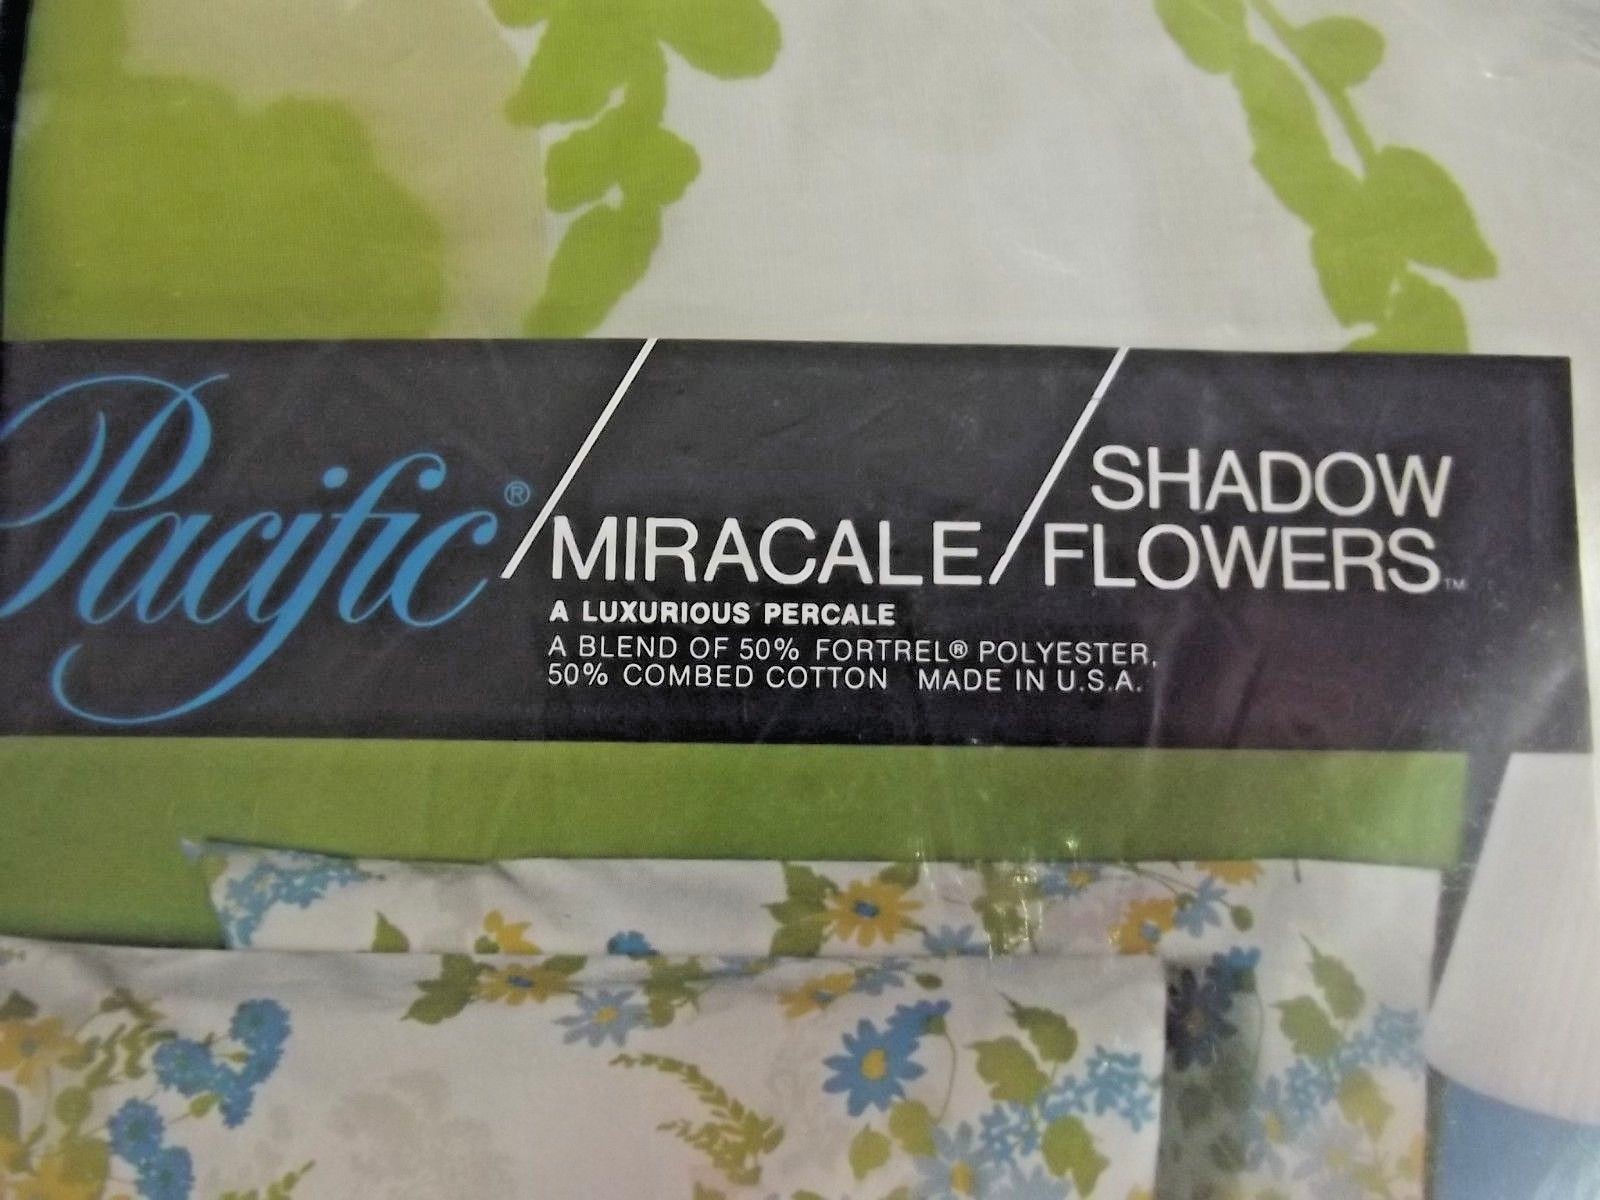 Pacific® / MIRACALE / SHADOW FLOWERS™
A LUXURIOUS PERCALE
A BLEND OF 50% FORTREL® POLYESTER,
50% COMBED COTTON MADE IN U.S.A.